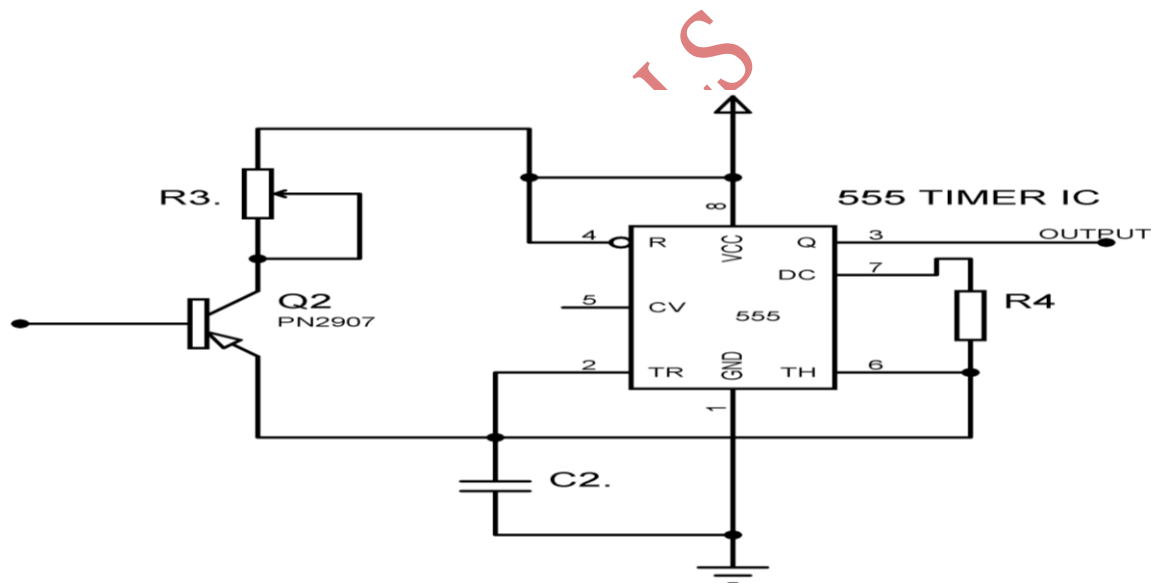 LS
R3.
8
555 TIMER IC
4
R
VCC
Q
3
OUTPUT
DC
7
Q2
PN2907
5
CV
555
R4
2
TR
GND
TH
6
1
C2.